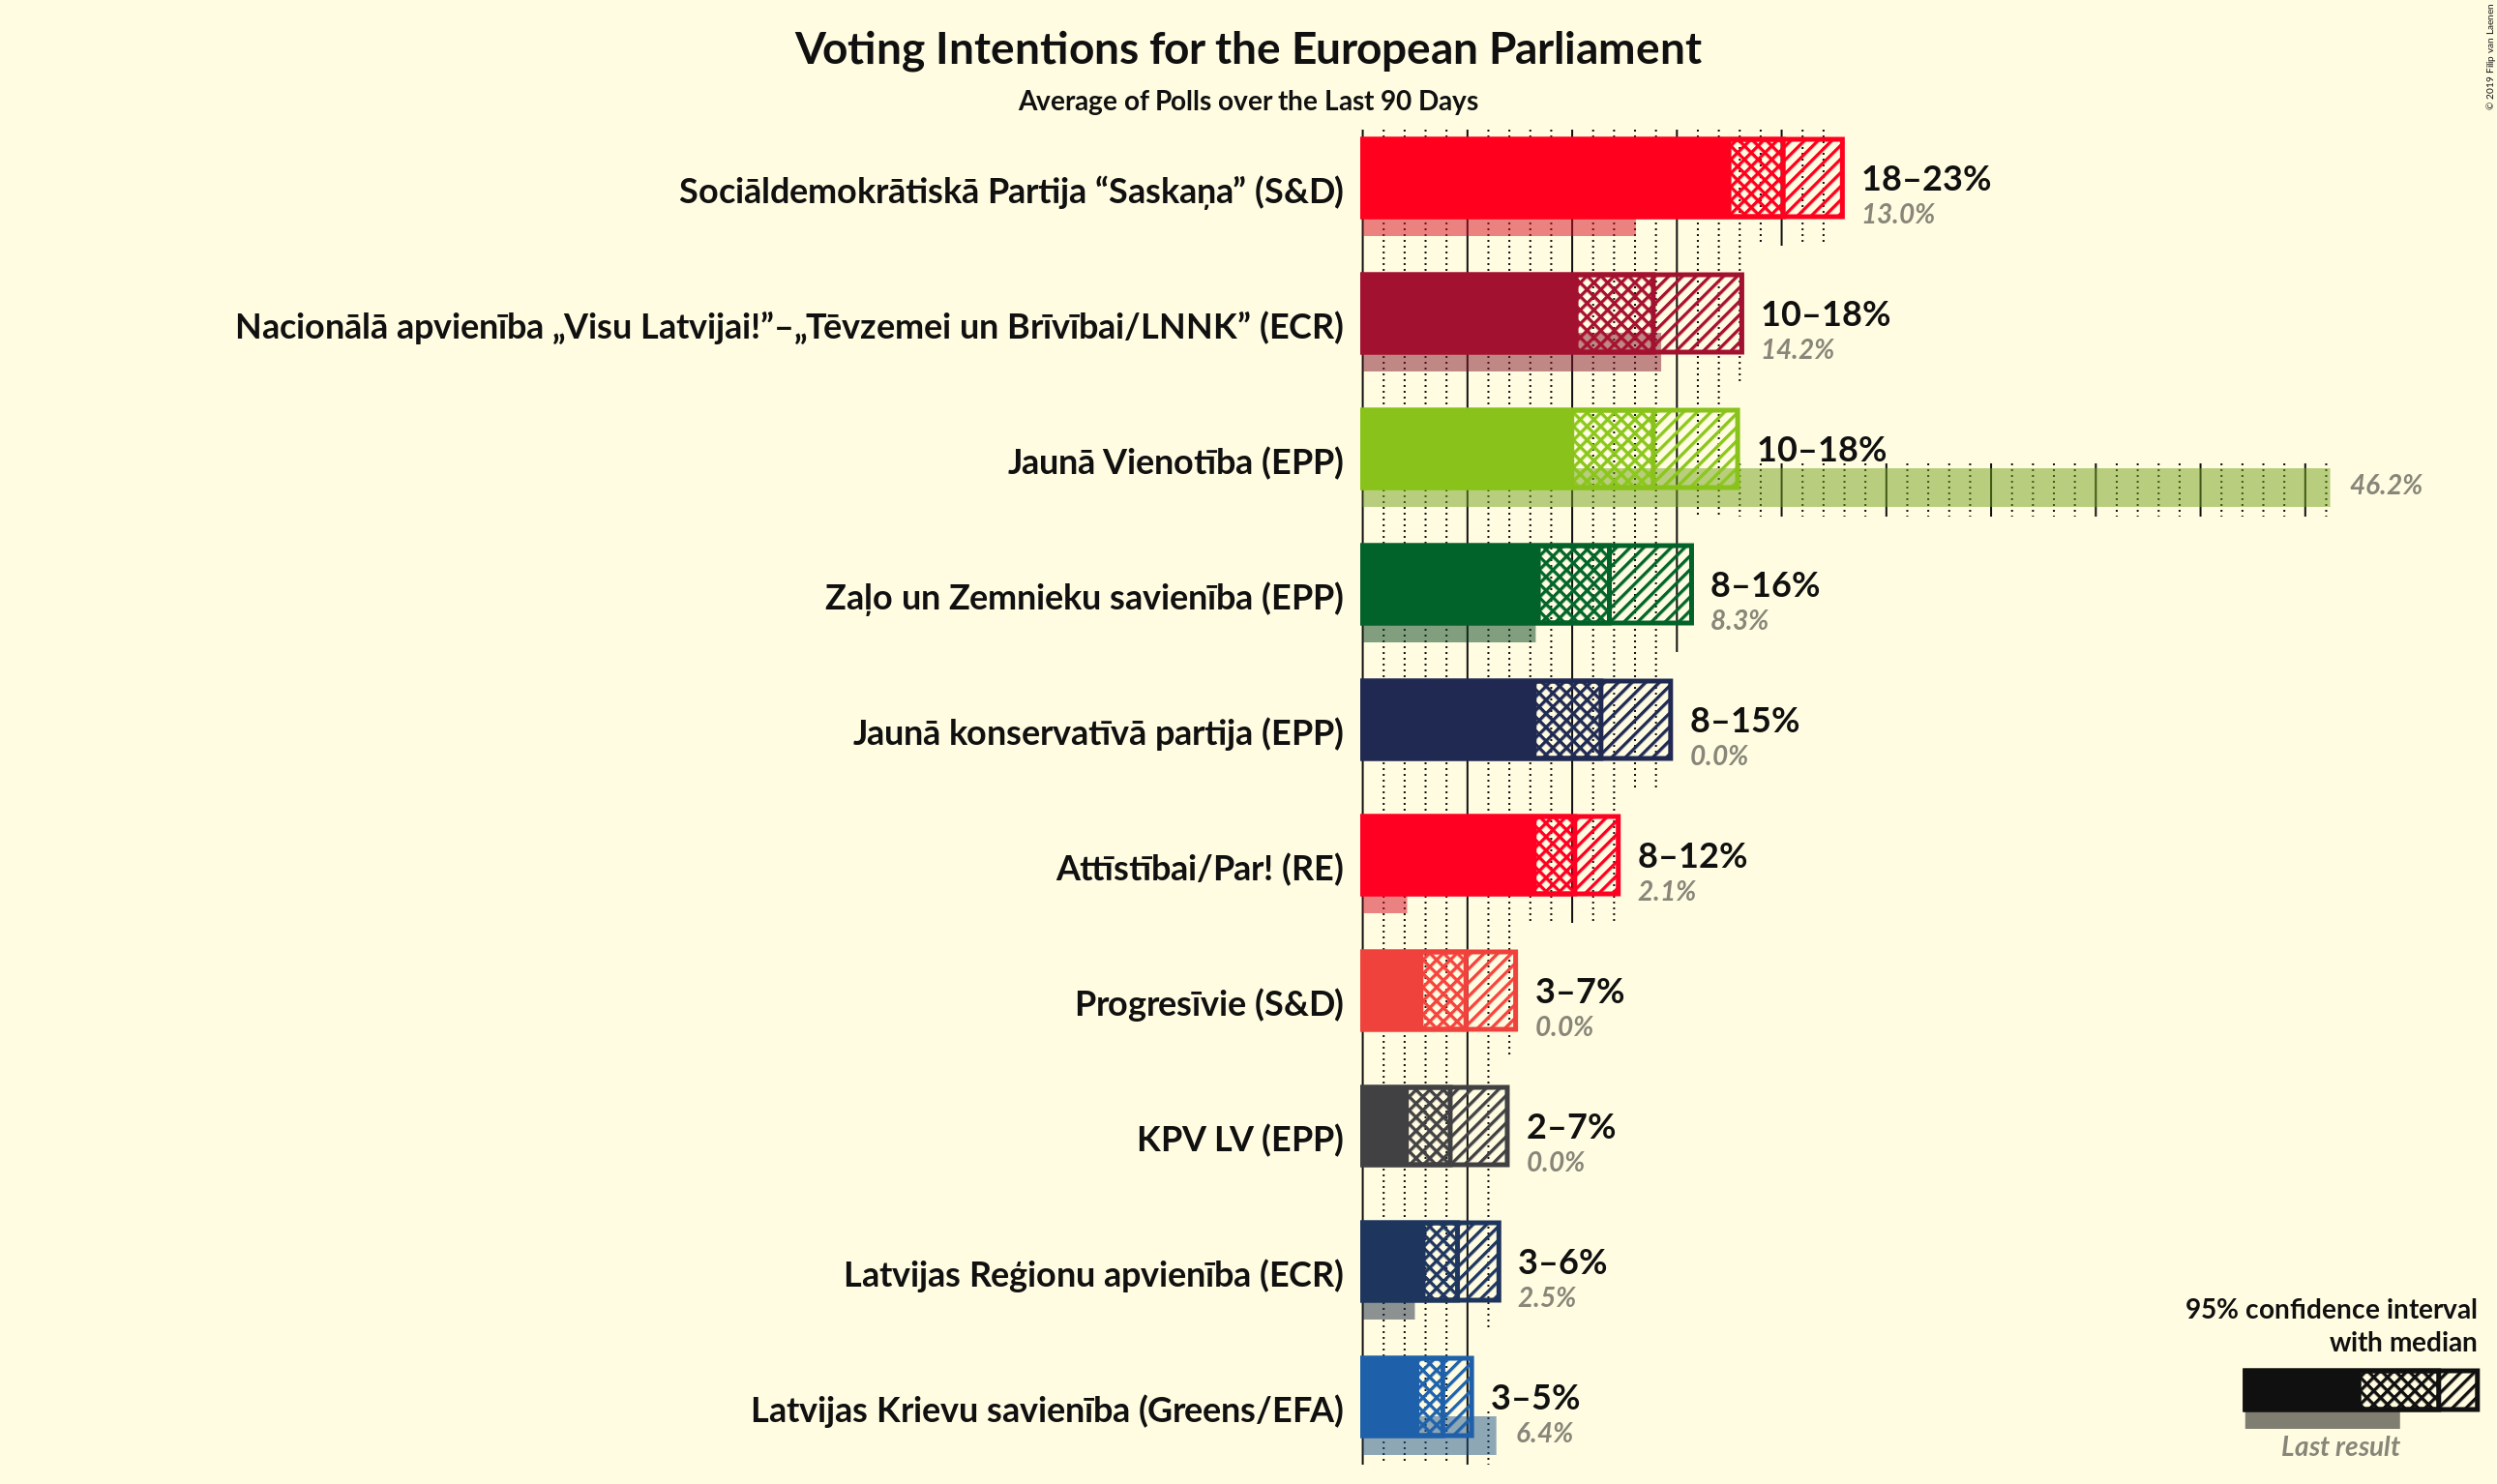 Voting Intentions for the European Parliament
Average of Polls over the Last 90 Days
© 2019 Filip van Laenen
Sociāldemokrātiskā Partija “Saskaņa” (S&D)
18–23%
13.0%
Nacionālā apvienība „Visu Latvijai!”–„Tēvzemei un Brīvībai/LNNK” (ECR)
10–18%
14.2%
Jaunā Vienotība (EPP)
10–18%
46.2%
Zaļo un Zemnieku savienība (EPP)
8–16%
8.3%
Jaunā konservatīvā partija (EPP)
8–15%
0.0%
Attīstībai/Par! (RE)
8–12%
2.1%
Progresīvie (S&D)
3–7%
0.0%
KPV LV (EPP)
2–7%
0.0%
Latvijas Reģionu apvienība (ECR)
3–6%
2.5%
Latvijas Krievu savienība (Greens/EFA)
3–5%
6.4%
95% confidence interval
with median
Last result